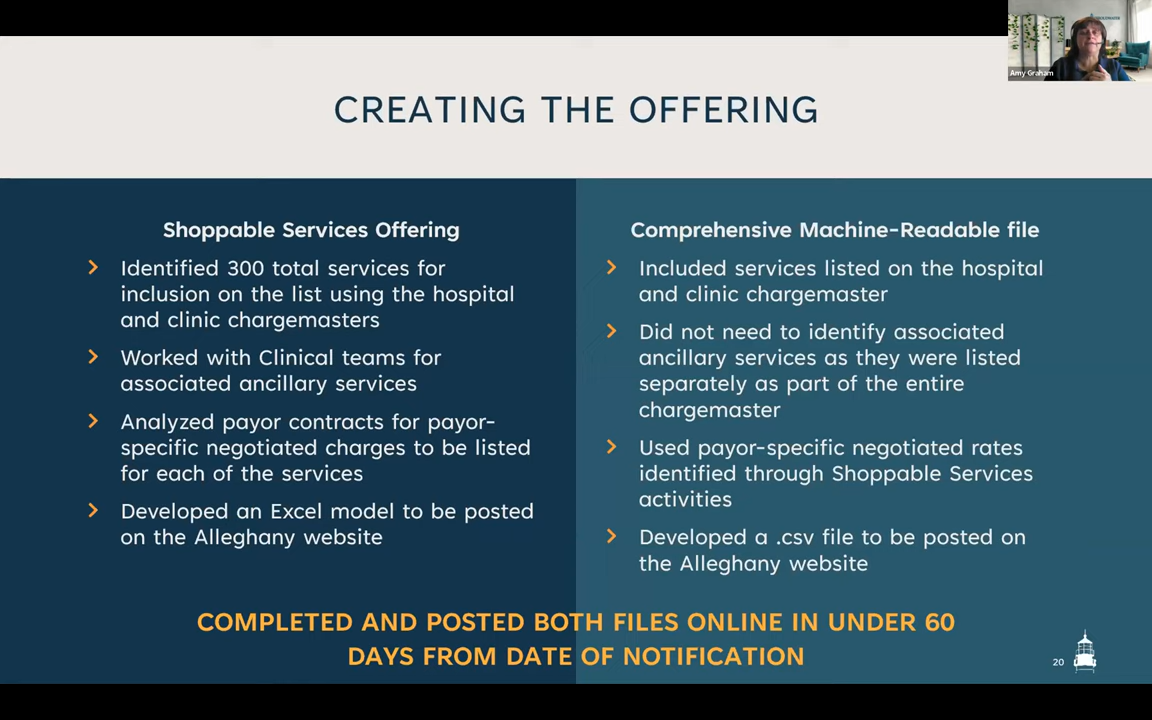 Amy Graham
CREATING THE OFFERING
Shoppable Services Offering
Identified 300 total services for
inclusion on the list using the hospital
and clinic chargemasters
Worked with Clinical teams for
associated ancillary services
Analyzed payor contracts for payor-
specific negotiated charges to be listed
for each of the services
Developed an Excel model to be posted
on the Alleghany website
Comprehensive Machine-Readable file
Included services listed on the hospital
and clinic chargemaster
Did not need to identify associated
ancillary services as they were listed
separately as part of the entire
chargemaster
Used payor-specific negotiated rates
identified through Shoppable Services
activities
Developed a .csv file to be posted on
the Alleghany website
COMPLETED AND POSTED BOTH FILES ONLINE IN UNDER 60
DAYS FROM DATE OF NOTIFICATION
20